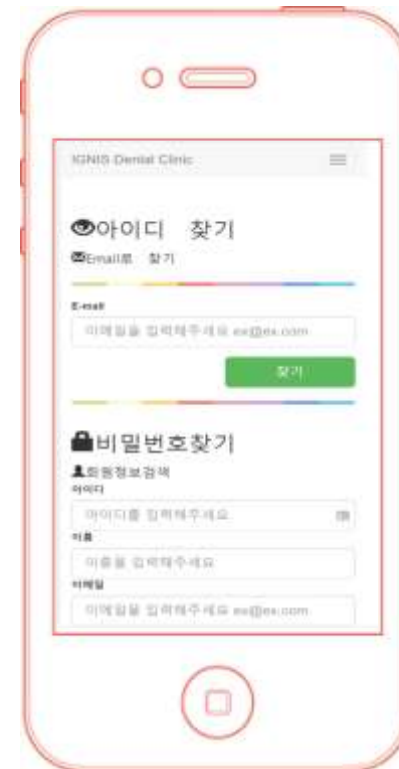 IGNIS Dental Clinic
아이디 찾기
Email로 찾기
E-mail
이메일을 입력해주세요 ex@ex.com
찾기
비밀번호찾기
회원정보검색
아이디
아이디를 입력해주세요
이름
이름을 입력해주세요
이메일
이메일을 입력해주세요 ex@ex.com